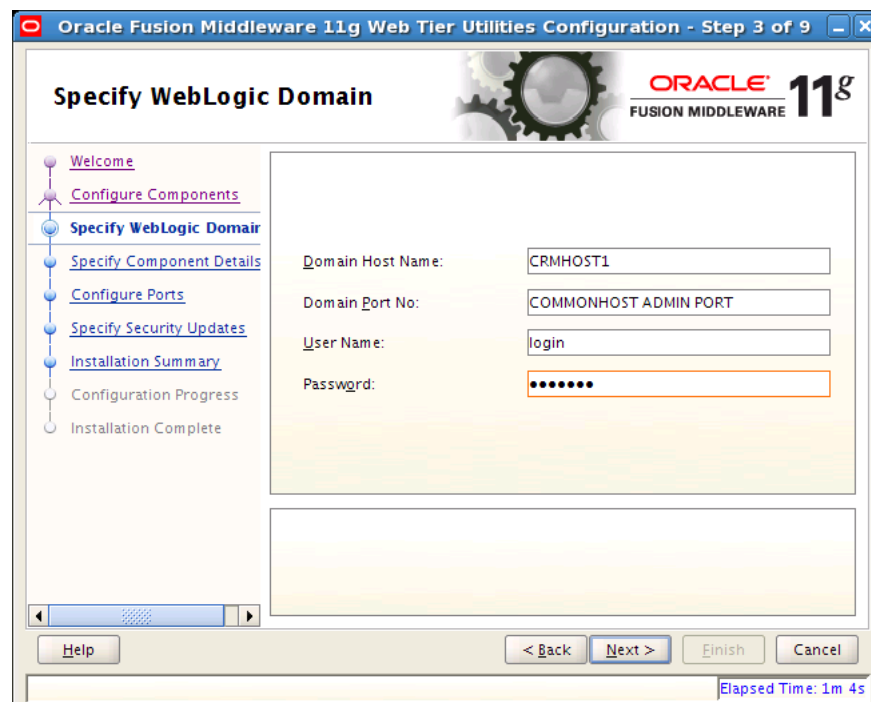 Oracle Fusion Middleware 11g Web Tier Utilities Configuration - Step 3 of 9
Specify WebLogic Domain
ORACLE
FUSION MIDDLEWARE 11g
Welcome
Configure Components
Specify WebLogic Domain
Specify Component Details
Configure Ports
Specify Security Updates
Installation Summary
Configuration Progress
Installation Complete
Domain Host Name: CRMHOST1
Domain Port No: COMMONHOST ADMIN PORT
User Name: login
Password: •••••••
Help
< Back
Next >
Finish
Cancel
Elapsed Time: 1m 4s